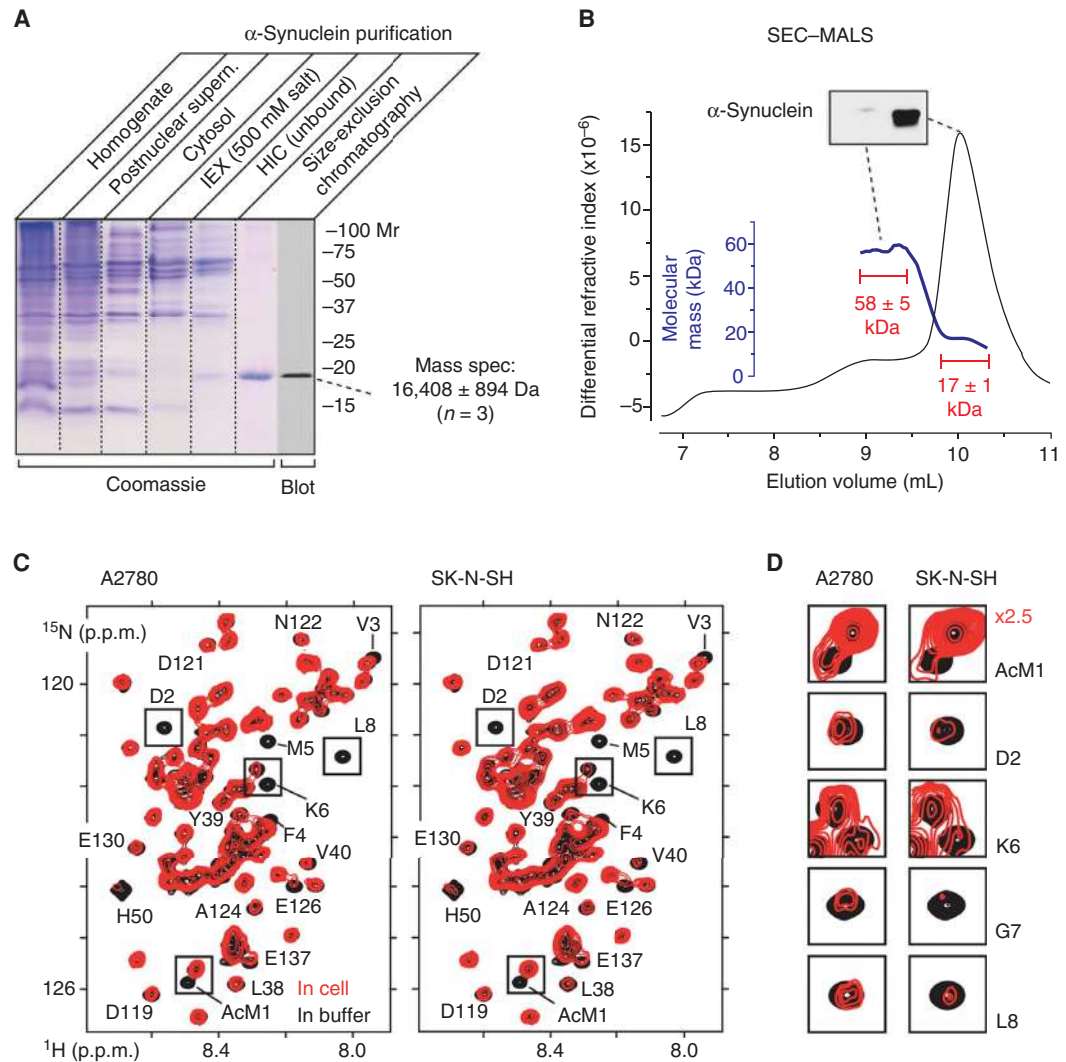 A
α-Synuclein purification
Homogenate
Postnuclear supern.
Cytosol
IEX (500 mM salt)
HIC (unbound)
Size-exclusion
chromatography
–100 Mr
–75
–50
–37
–25
–20
–15
Mass spec:
16,408 ± 894 Da
(n = 3)
Coomassie
Blot
B
SEC–MALS
α-Synuclein
Differential refractive index (x10⁻⁶)
15
10
5
0
–5
Molecular
mass (kDa)
60
40
20
0
58 ± 5
kDa
17 ± 1
kDa
7
8
9
10
11
Elution volume (mL)
C
A2780
¹⁵N (p.p.m.)
120
126
N122
V3
D121
D2
L8
M5
K6
Y39
F4
E130
V40
H50
A124
E126
E137
L38
In cell
D119
AcM1
In buffer
¹H (p.p.m.)
8.4
8.0
SK-N-SH
N122
V3
D121
D2
L8
M5
K6
Y39
F4
E130
V40
H50
A124
E126
E137
L38
D119
AcM1
8.4
8.0
D
A2780
SK-N-SH
x2.5
AcM1
D2
K6
G7
L8